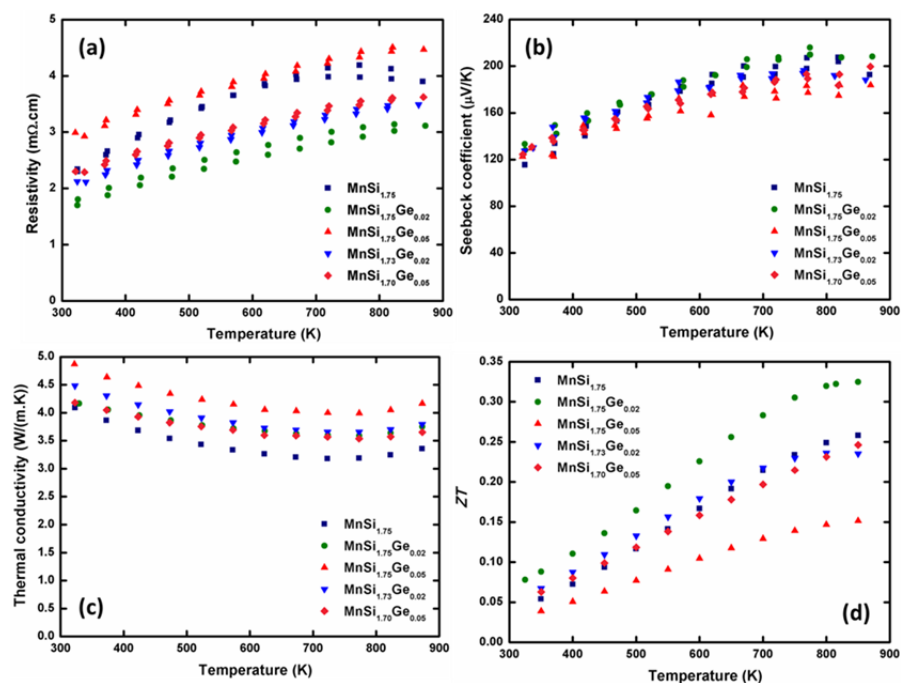 (a)
Resistivity (mΩ.cm)
5
4
3
2
1
0
MnSi1.75
MnSi1.75Ge0.02
MnSi1.75Ge0.05
MnSi1.73Ge0.02
MnSi1.70Ge0.05
300 400 500 600 700 800 900
Temperature (K)
(b)
Seebeck coefficient (μV/K)
240
200
160
120
80
40
0
MnSi1.75
MnSi1.75Ge0.02
MnSi1.75Ge0.05
MnSi1.73Ge0.02
MnSi1.70Ge0.05
300 400 500 600 700 800 900
Temperature (K)
Thermal conductivity (W/(m.K))
5.0
4.5
4.0
3.5
3.0
2.5
2.0
1.5
1.0
0.5
0.0
MnSi1.75
MnSi1.75Ge0.02
MnSi1.75Ge0.05
MnSi1.73Ge0.02
MnSi1.70Ge0.05
(c)
300 400 500 600 700 800 900
Temperature (K)
ZT
0.35
0.30
0.25
0.20
0.15
0.10
0.05
0.00
MnSi1.75
MnSi1.75Ge0.02
MnSi1.75Ge0.05
MnSi1.73Ge0.02
MnSi1.70Ge0.05
(d)
300 400 500 600 700 800 900
Temperature (K)